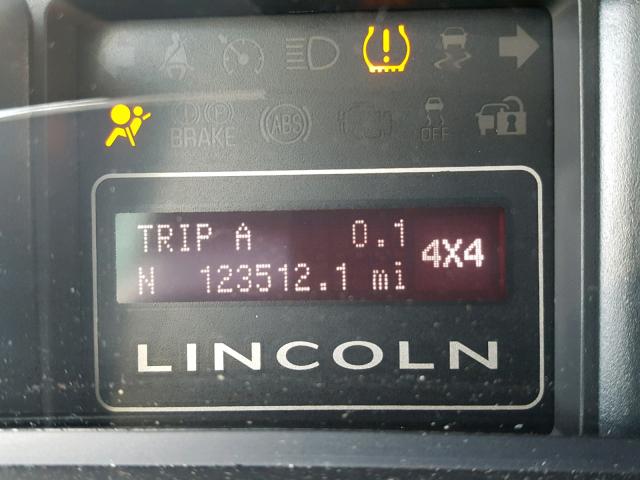 BRAKE
(P)
ABS
OFF
TRIP A 0.1
4X4
N 123512.1 mi
LINCOLN